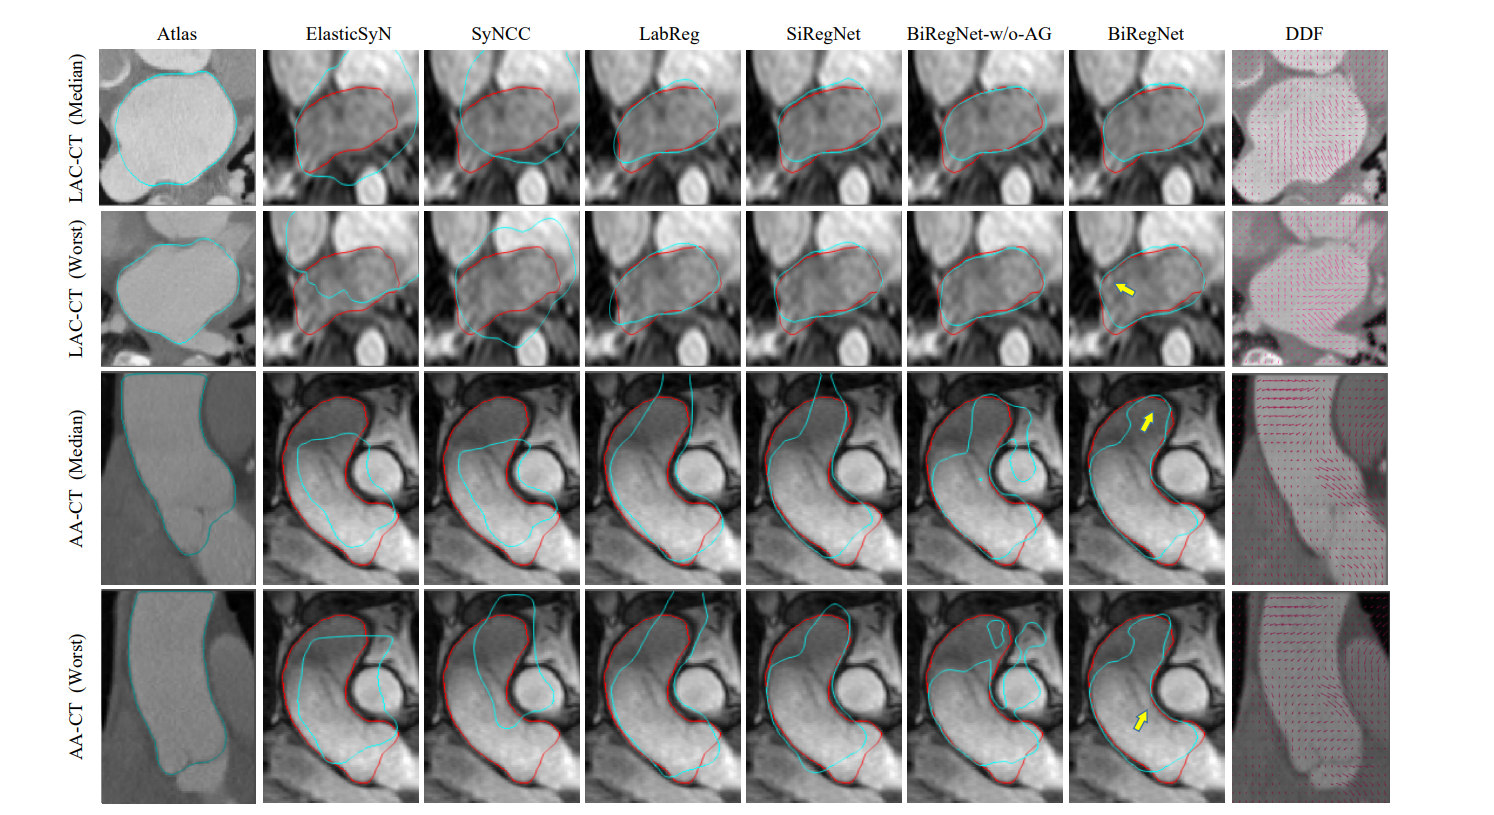 Atlas ElasticSyN SyNCC LabReg SiRegNet BiRegNet-w/o-AG BiRegNet DDF
LAC-CT (Median)
LAC-CT (Worst)
AA-CT (Median)
AA-CT (Worst)